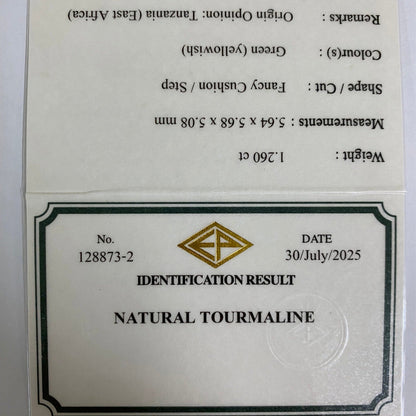 Weight : 1.260 ct
Measurements : 5.64 x 5.68 x 5.08 mm
Shape / Cut : Fancy Cushion / Step
Colour(s) : Green (yellowish)
Remarks : Origin Opinion: Tanzania (East Africa)
No.
128873-2
EP
DATE
30/July/2025
IDENTIFICATION RESULT
NATURAL TOURMALINE